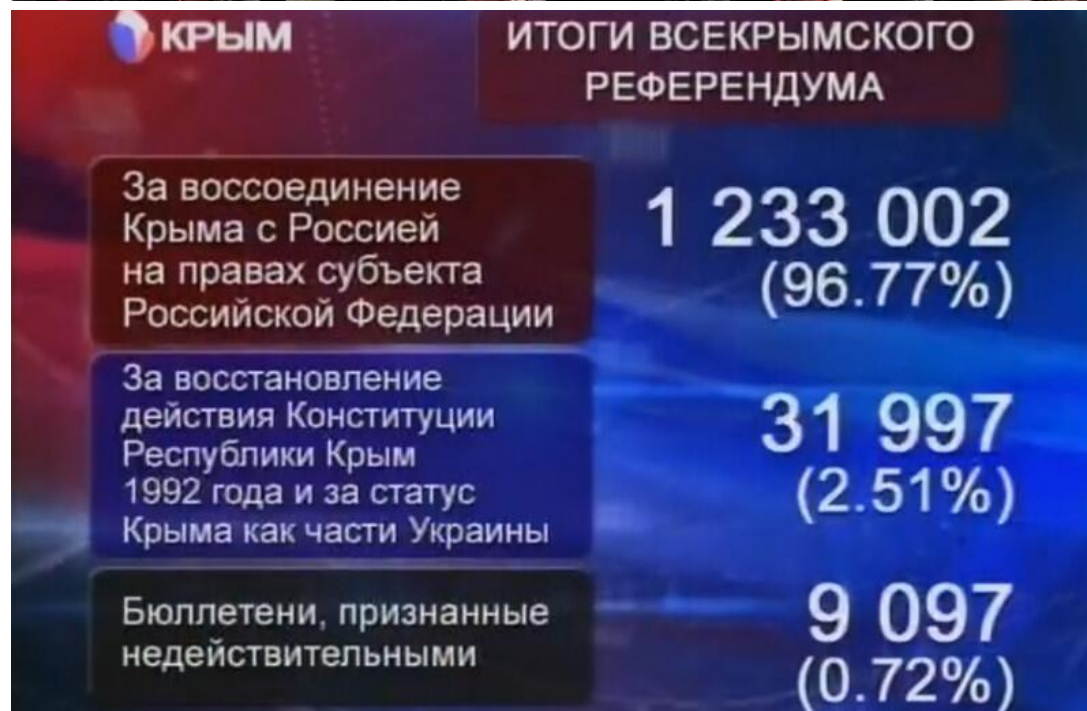 КРЫМ
ИТОГИ ВСЕКРЫМСКОГО
РЕФЕРЕНДУМА
За воссоединение
Крыма с Россией
на правах субъекта
Российской Федерации
1 233 002
(96.77%)
За восстановление
действия Конституции
Республики Крым
1992 года и за статус
Крыма как части Украины
31 997
(2.51%)
Бюллетени, признанные
недействительными
9 097
(0.72%)